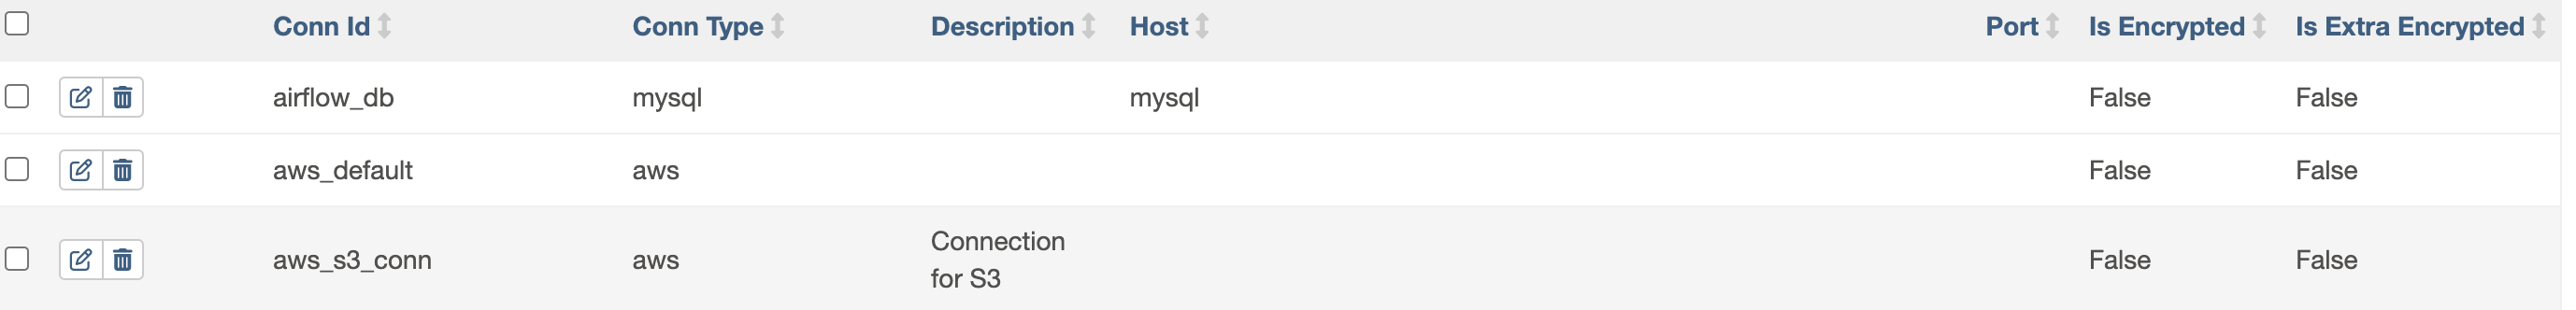 Conn Id Conn Type Description Host Port Is Encrypted Is Extra Encrypted
airflow_db mysql mysql False False
aws_default aws False False
aws_s3_conn aws Connection for S3 False False